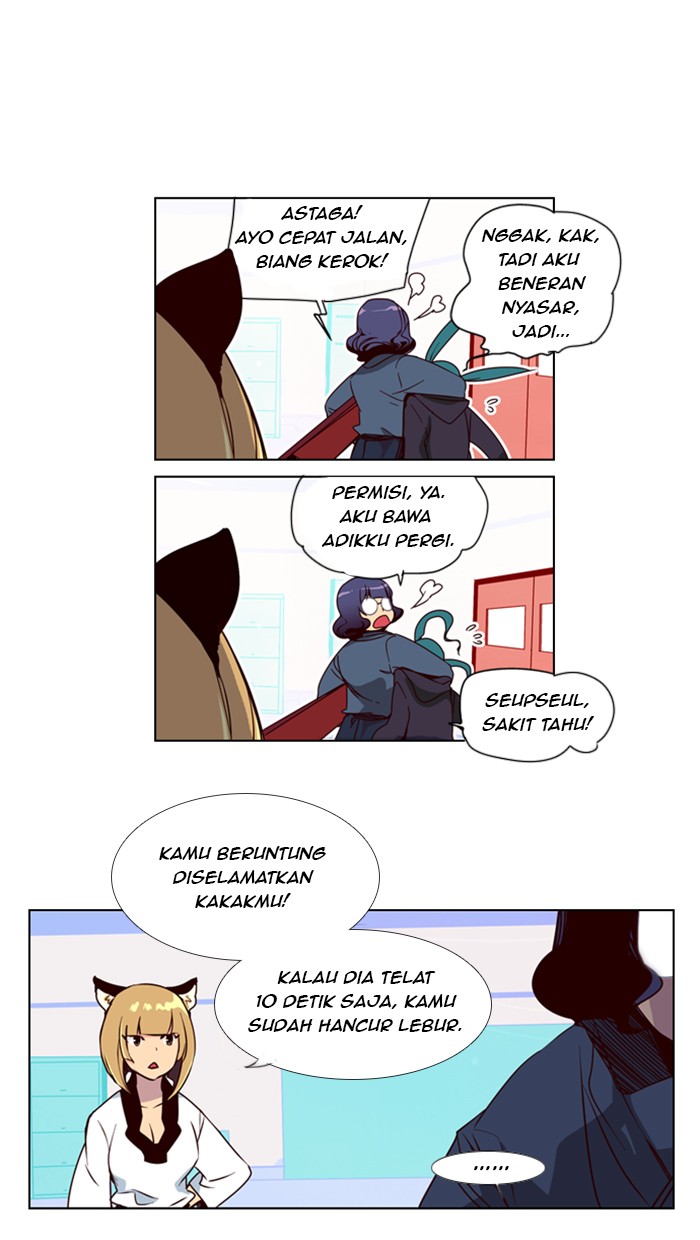 ASTAGA!
AYO CEPAT JALAN,
BIANG KEROK!
NGGAK, KAK,
TADI AKU
BENERAN
NYASAR,
JADI...
PERMISI, YA.
AKU BAWA
ADIKKU PERGI.
SEUPSEUL,
SAKIT TAHU!
KAMU BERUNTUNG
DISELAMATKAN
KAKAKMU!
KALAU DIA TELAT
10 DETIK SAJA, KAMU
SUDAH HANCUR LEBUR.
......